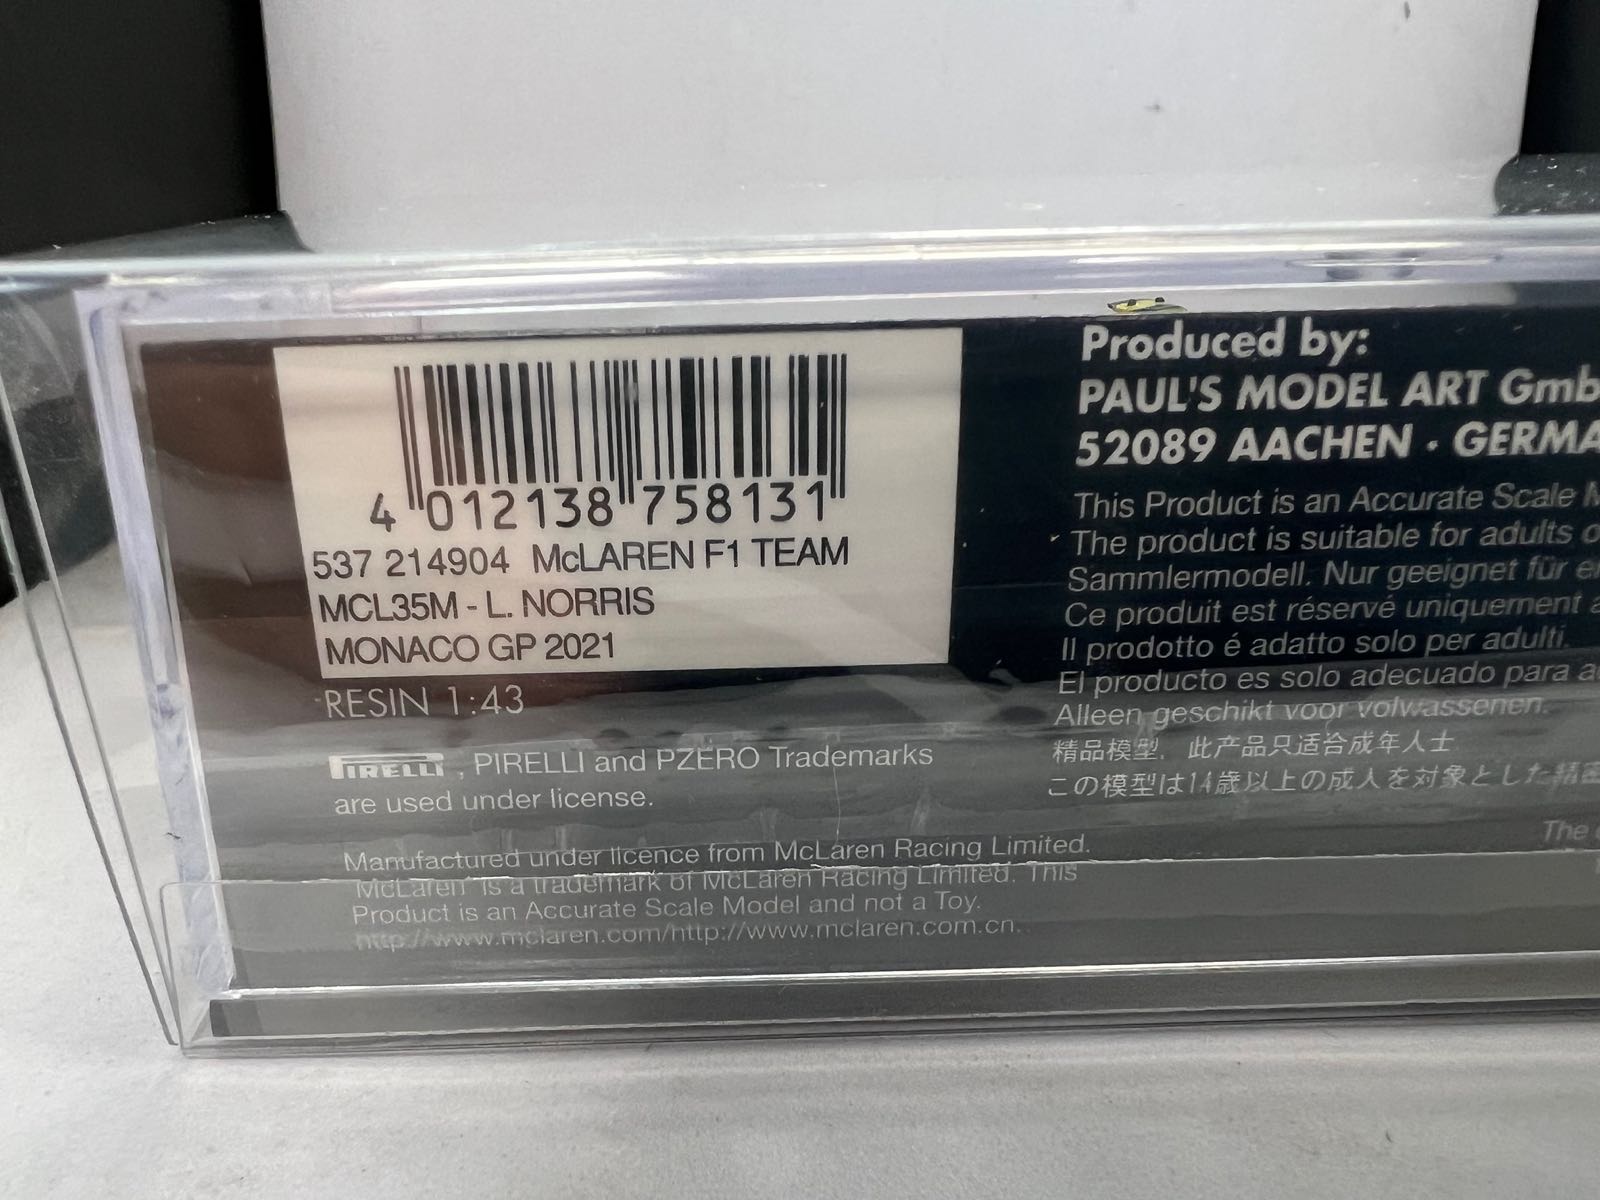 4 012138 758131
537 214904 McLAREN F1 TEAM
MCL35M - L. NORRIS
MONACO GP 2021
RESIN 1:43
PIRELLI, PIRELLI and PZERO Trademarks
are used under license.
Manufactured under licence from McLaren Racing Limited.
McLaren is a trademark of McLaren Racing Limited. This
Product is an Accurate Scale Model and not a Toy.
http://www.mclaren.com/http://www.mclaren.com.cn.
Produced by:
PAUL'S MODEL ART Gmb
52089 AACHEN · GERMA
This Product is an Accurate Scale M
The product is suitable for adults o
Sammlermodell. Nur geeignet für e
Ce produit est réservé uniquement a
Il prodotto é adatto solo per adulti.
El producto es solo adecuado para a
Alleen geschikt voor volwassenen.
精品模型, 此产品只适合成年人士
この模型は14歳以上の成人を対象とした精密
The